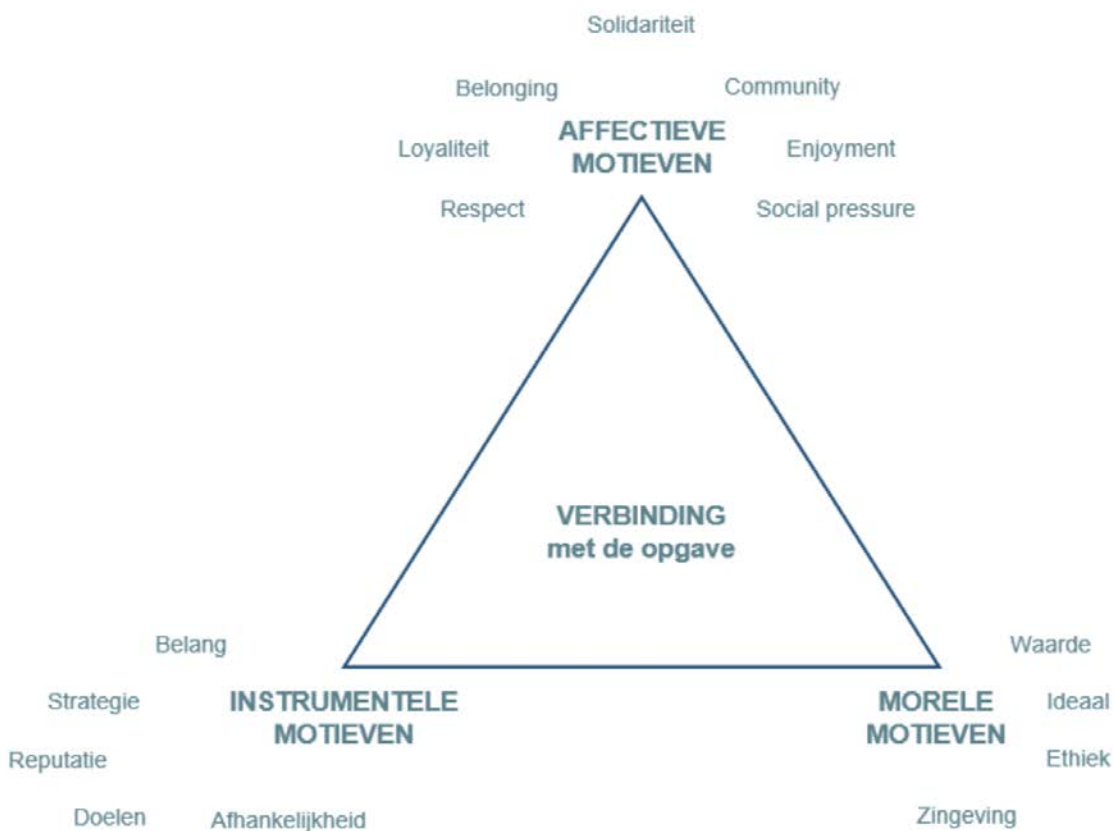 Solidariteit
Belonging
Community
AFFECTIEVE
MOTIEVEN
Loyaliteit
Enjoyment
Respect
Social pressure
VERBINDING
met de opgave
Belang
Waarde
Strategie
INSTRUMENTELE
MOTIEVEN
MORELE
MOTIEVEN
Ideaal
Reputatie
Ethiek
Doelen
Afhankelijkheid
Zingeving